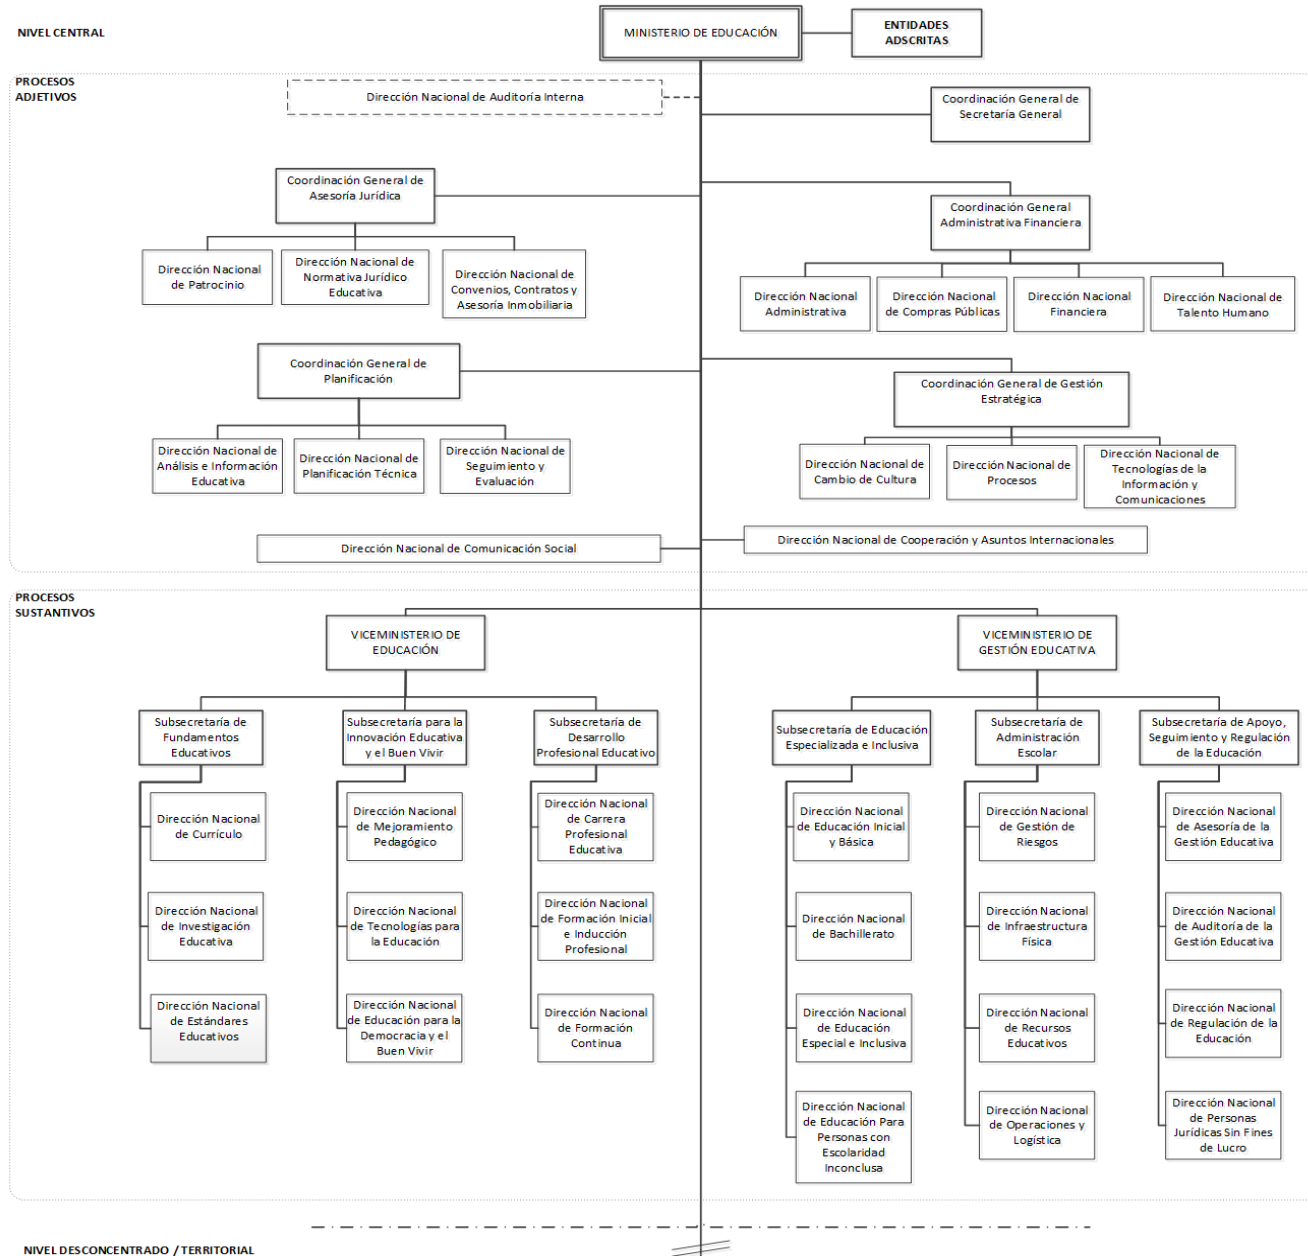 NIVEL CENTRAL
MINISTERIO DE EDUCACIÓN
ENTIDADES
ADSCRITAS
PROCESOS
ADJETIVOS
Dirección Nacional de Auditoría Interna
Coordinación General de
Secretaría General
Coordinación General de
Asesoría Jurídica
Coordinación General
Administrativa Financiera
Dirección Nacional
de Patrocinio
Dirección Nacional de
Normativa Jurídico
Educativa
Dirección Nacional de
Convenios, Contratos y
Asesoría Inmobiliaria
Dirección Nacional
Administrativa
Dirección Nacional
de Compras Públicas
Dirección Nacional
Financiera
Dirección Nacional de
Talento Humano
Coordinación General de
Planificación
Coordinación General de Gestión
Estratégica
Dirección Nacional de
Análisis e Información
Educativa
Dirección Nacional de
Planificación Técnica
Dirección Nacional de
Seguimiento y
Evaluación
Dirección Nacional de
Cambio de Cultura
Dirección Nacional de
Procesos
Dirección Nacional de
Tecnologías de la
Información y
Comunicaciones
Dirección Nacional de Comunicación Social
Dirección Nacional de Cooperación y Asuntos Internacionales
PROCESOS
SUSTANTIVOS
VICEMINISTERIO DE
EDUCACIÓN
VICEMINISTERIO DE
GESTIÓN EDUCATIVA
Subsecretaría de
Fundamentos
Educativos
Subsecretaría para la
Innovación Educativa
y el Buen Vivir
Subsecretaría de
Desarrollo
Profesional Educativo
Subsecretaría de Educación
Especializada e Inclusiva
Subsecretaría de
Administración
Escolar
Subsecretaría de Apoyo,
Seguimiento y Regulación
de la Educación
Dirección Nacional
de Currículo
Dirección Nacional
de Mejoramiento
Pedagógico
Dirección Nacional
de Carrera
Profesional
Educativa
Dirección Nacional
de Educación Inicial
y Básica
Dirección Nacional
de Gestión de
Riesgos
Dirección Nacional
de Asesoría de la
Gestión Educativa
Dirección Nacional
de Investigación
Educativa
Dirección Nacional
de Tecnologías para
la Educación
Dirección Nacional
de Formación Inicial
e Inducción
Profesional
Dirección Nacional
de Bachillerato
Dirección Nacional
de Infraestructura
Física
Dirección Nacional
de Auditoría de la
Gestión Educativa
Dirección Nacional
de Estándares
Educativos
Dirección Nacional
de Educación para la
Democracia y el
Buen Vivir
Dirección Nacional
de Formación
Continua
Dirección Nacional
de Educación
Especial e Inclusiva
Dirección Nacional
de Recursos
Educativos
Dirección Nacional
de Regulación de la
Educación
Dirección Nacional
de Educación Para
Personas con
Escolaridad
Inconclusa
Dirección Nacional
de Operaciones y
Logística
Dirección Nacional
de Personas
Jurídicas Sin Fines
de Lucro
NIVEL DESCONCENTRADO / TERRITORIAL